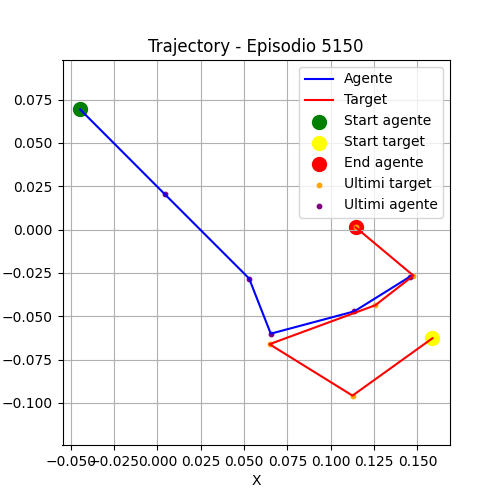 Trajectory - Episodio 5150
Agente
Target
Start agente
Start target
End agente
Ultimi target
Ultimi agente
0.075
0.050
0.025
0.000
−0.025
−0.050
−0.075
−0.100
−0.050
−0.025
0.000
0.025
0.050
0.075
0.100
0.125
0.150
X